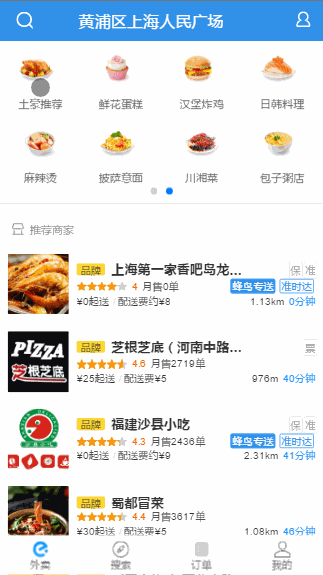 黄浦区上海人民广场
土豪推荐 鲜花蛋糕 汉堡炸鸡 日韩料理
麻辣烫 披萨意面 川湘菜 包子粥店
推荐商家
品牌 上海第一家香吧岛龙... 保 准
4 月售0单 蜂鸟专送 准时达
¥0起送 / 配送费约¥8 1.13km 0分钟
PIZZA
芝根芝底
品牌 芝根芝底（河南中路... 票
4.6 月售2719单
¥25起送 / 配送费¥5 976m 40分钟
品牌 福建沙县小吃 保 准
4.3 月售2436单 蜂鸟专送 准时达
¥0起送 / 配送费¥5 2.31km 41分钟
品牌 蜀都冒菜
4.4 月售3617单
¥30起送 / 配送费¥5 1.08km 46分钟
外卖 搜索 订单 我的